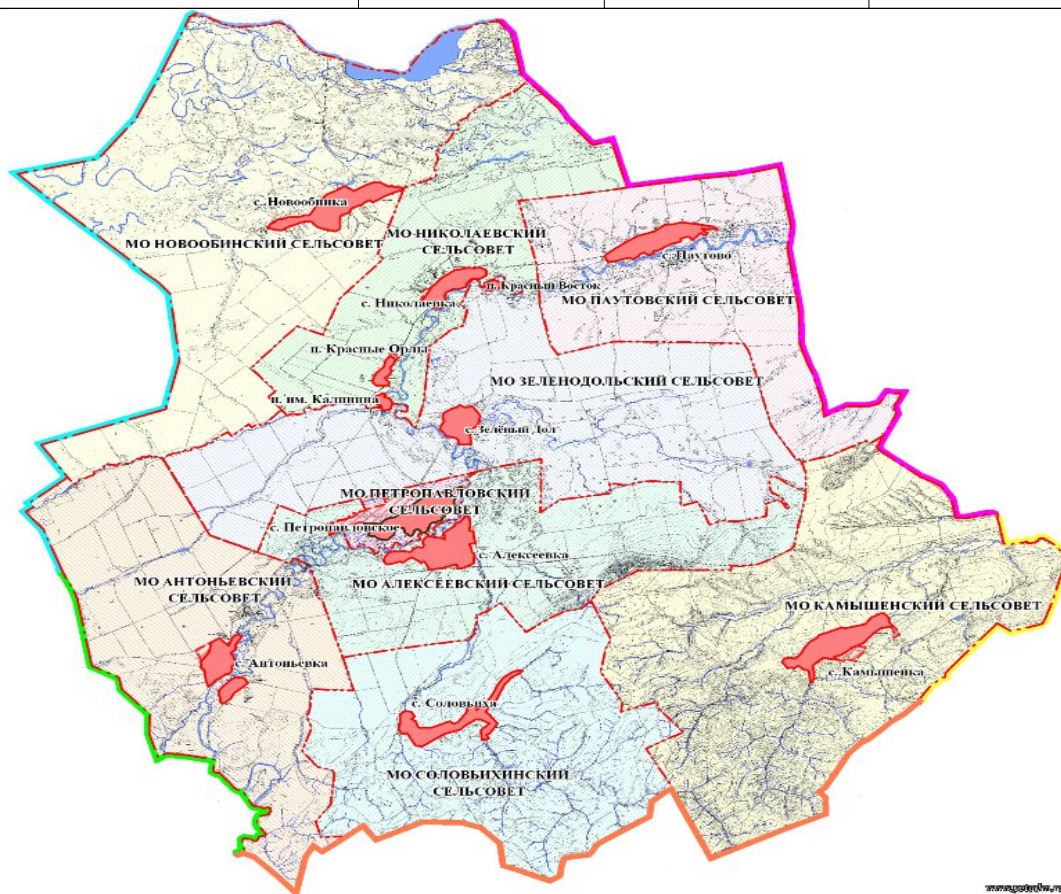 с. Новообинка
МО НОВООБИНСКИЙ СЕЛЬСОВЕТ
МО НИКОЛАЕВСКИЙ
СЕЛЬСОВЕТ
с. Паутово
п. Красный Восток
с. Николаевка
МО ПАУТОВСКИЙ СЕЛЬСОВЕТ
п. Красные Орлы
МО ЗЕЛЕНОДОЛЬСКИЙ СЕЛЬСОВЕТ
п. им. Калинина
с. Зелёный Дол
МО ПЕТРОПАВЛОВСКИЙ
СЕЛЬСОВЕТ
с. Петропавловское
с. Алексеевка
МО АНТОНЬЕВСКИЙ
СЕЛЬСОВЕТ
МО АЛЕКСЕЕВСКИЙ СЕЛЬСОВЕТ
МО КАМЫШЕНСКИЙ СЕЛЬСОВЕТ
с. Антоньевка
с. Камышенка
с. Соловьиха
МО СОЛОВЬИХИНСКИЙ
СЕЛЬСОВЕТ